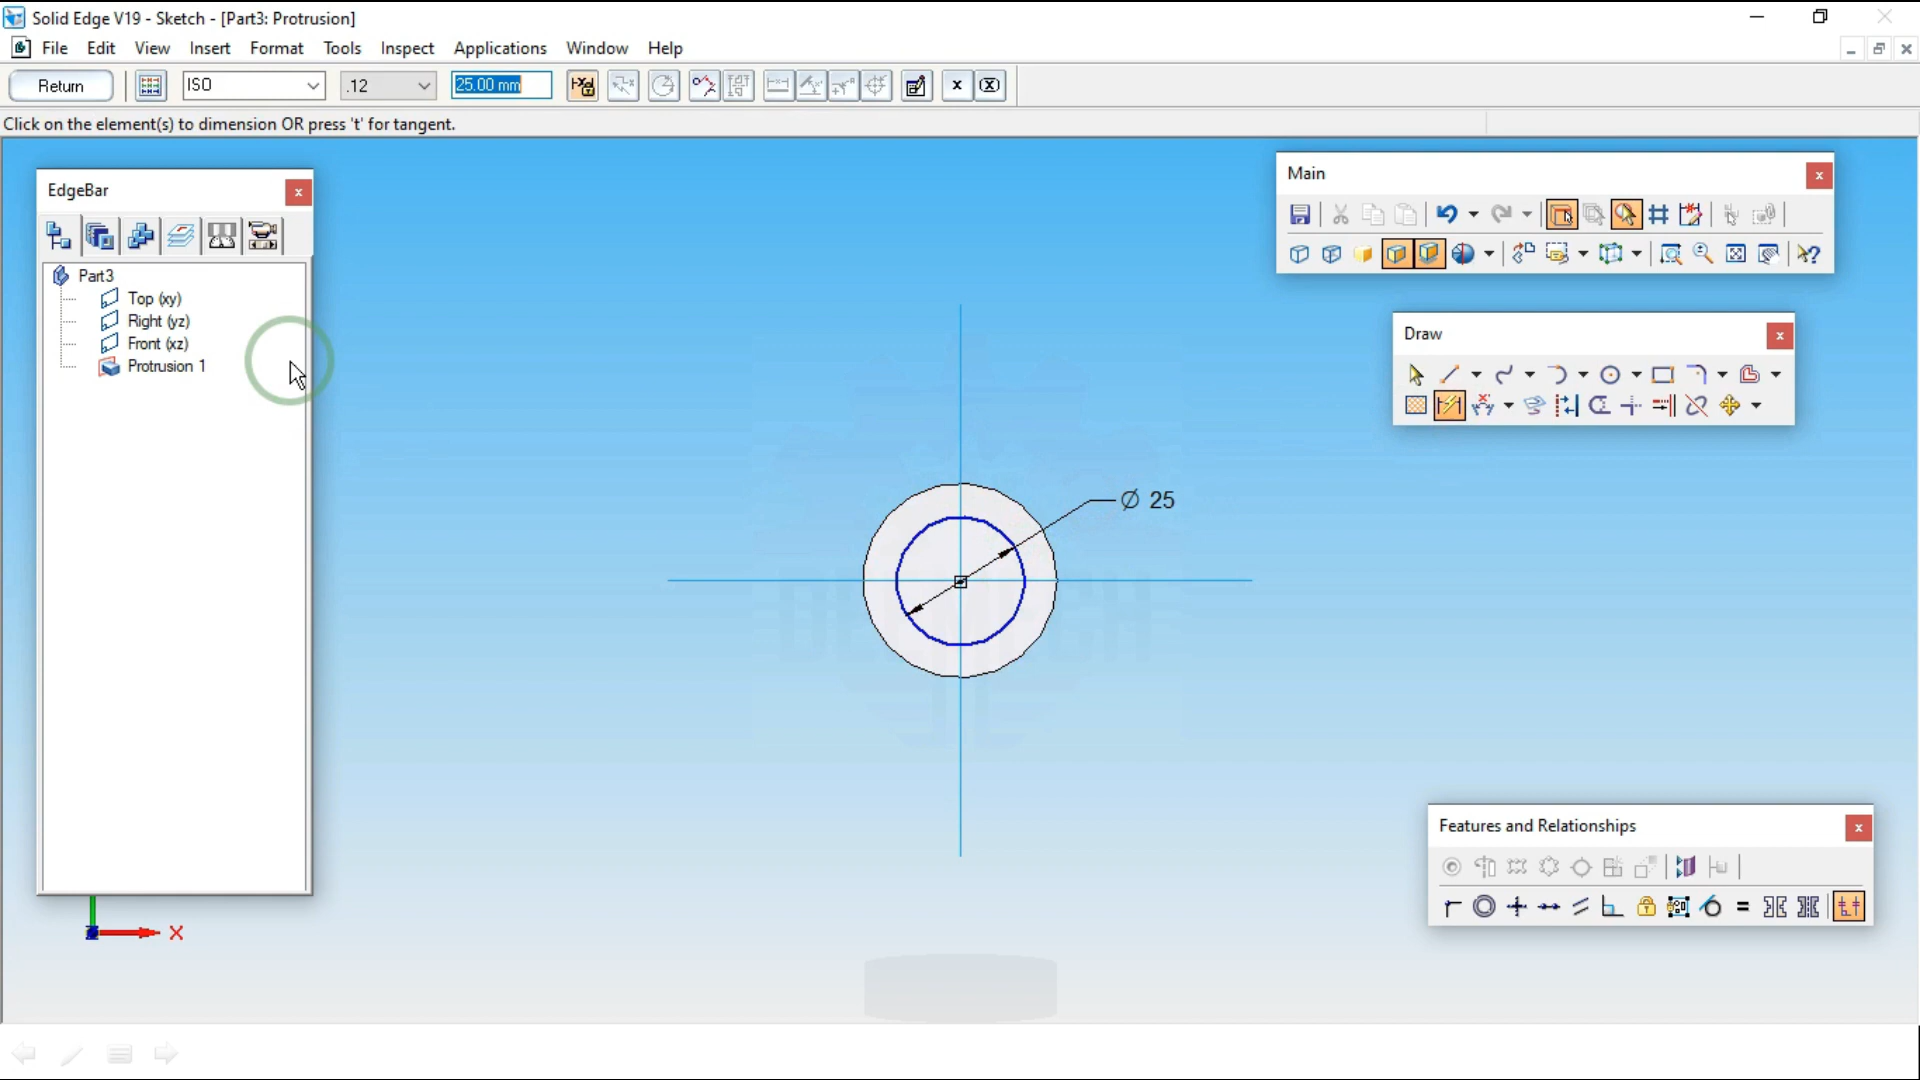 Solid Edge V19 - Sketch - [Part3: Protrusion]
File Edit View Insert Format Tools Inspect Applications Window Help
Return ISO .12 25.00 mm
Click on the element(s) to dimension OR press 't' for tangent.
EdgeBar
Part3
Top (xy)
Right (yz)
Front (xz)
Protrusion 1
Main
Draw
Ø 25
Features and Relationships
X